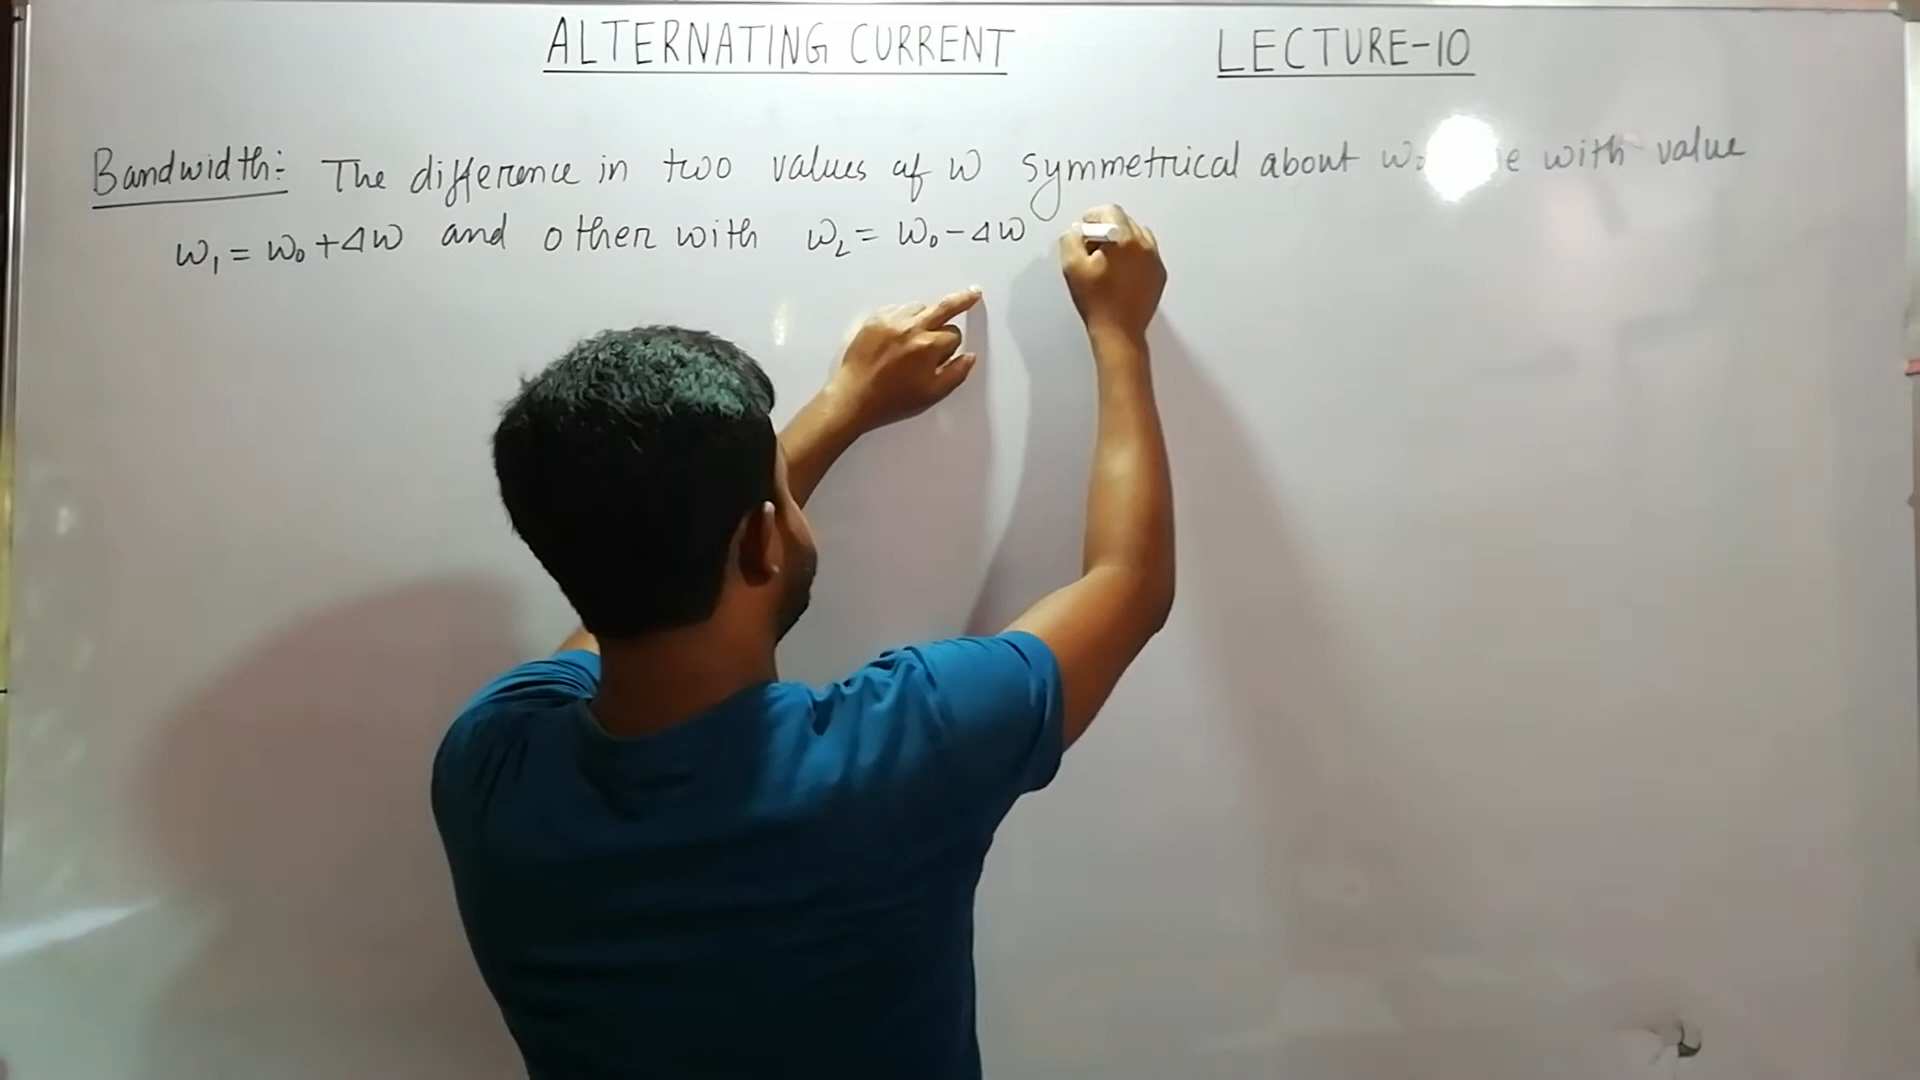 ALTERNATING CURRENT LECTURE-10
Bandwidth:- The difference in two values of ω symmetrical about ω₀ with value
ω₁ = ω₀ + Δω and other with ω₂ = ω₀ - Δω